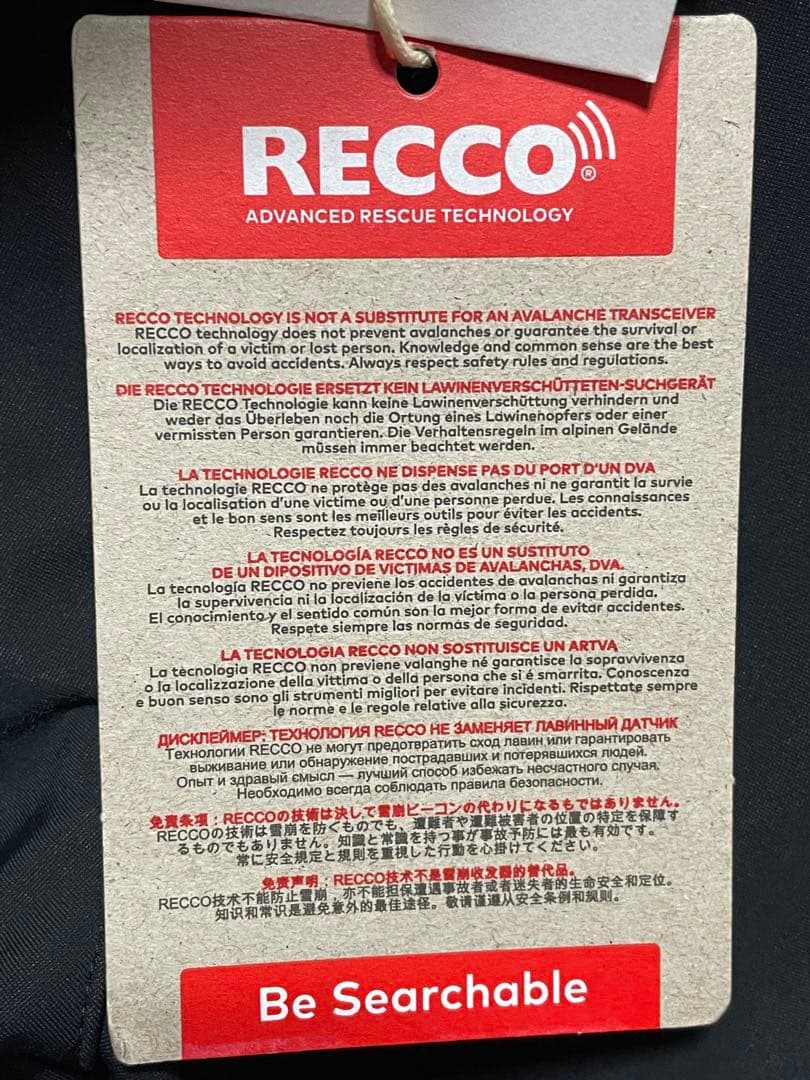 RECCO®
ADVANCED RESCUE TECHNOLOGY
RECCO TECHNOLOGY IS NOT A SUBSTITUTE FOR AN AVALANCHE TRANSCEIVER
RECCO technology does not prevent avalanches or guarantee the survival or
localization of a victim or lost person. Knowledge and common sense are the best
ways to avoid accidents. Always respect safety rules and regulations.
DIE RECCO TECHNOLOGIE ERSETZT KEIN LAWINENVERSCHÜTTETEN-SUCHGERÄT
Die RECCO Technologie kann keine Lawinenverschüttung verhindern und
weder das Überleben noch die Ortung eines Lawinenopfers oder einer
vermissten Person garantieren. Die Verhaltensregeln im alpinen Gelände
müssen immer beachtet werden.
LA TECHNOLOGIE RECCO NE DISPENSE PAS DU PORT D'UN DVA
La technologie RECCO ne protège pas des avalanches ni ne garantit la survie
ou la localisation d'une victime ou d'une personne perdue. Les connaissances
et le bon sens sont les meilleurs outils pour éviter les accidents.
Respectez toujours les règles de sécurité.
LA TECNOLOGÍA RECCO NO ES UN SUSTITUTO
DE UN DIPOSITIVO DE VICTIMAS DE AVALANCHAS, DVA.
La tecnología RECCO no previene los accidentes de avalanchas ni garantiza
la supervivencia ni la localización de la víctima o la persona perdida.
El conocimiento y el sentido común son la mejor forma de evitar accidentes.
Respete siempre las normas de seguridad.
LA TECNOLOGIA RECCO NON SOSTITUISCE UN ARTVA
La tecnologia RECCO non previene valanghe né garantisce la sopravvivenza
o la localizzazione della vittima o della persona che si é smarrita. Conoscenza
e buon senso sono gli strumenti migliori per evitare incidenti. Rispettate sempre
le norme e le regole relative alla sicurezza.
ДИСКЛЕЙМЕР: ТЕХНОЛОГИЯ RECCO НЕ ЗАМЕНЯЕТ ЛАВИННЫЙ ДАТЧИК
Технологии RECCO не могут предотвратить сход лавин или гарантировать
выживание или обнаружение пострадавших и потерявшихся людей.
Опыт и здравый смысл — лучший способ избежать несчастного случая.
Необходимо всегда соблюдать правила безопасности.
免責条項：RECCOの技術は決して雪崩ビーコンの代わりになるもではありません。
RECCOの技術は雪崩を防ぐものでも、遭難者や遭難被害者の位置の特定を保障す
るものでもありません。知識と常識を持つ事が事故予防には最も有効です。
常に安全規定と規則を重視した行動を心掛けてください。
免责声明：RECCO技术不是雪崩收发器的替代品。
RECCO技术不能防止雪崩，亦不能担保遭遇事故者或者迷失者的生命安全和定位。
知识和常识是避免意外的最佳途径。敬请谨遵从安全条例和规则。
Be Searchable